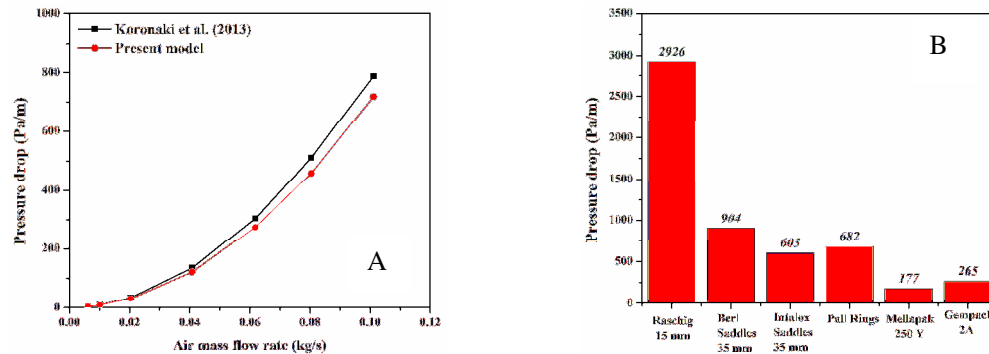 Koronaki et al. (2013)
Present model
Pressure drop (Pa/m)
1000
800
600
400
200
0
0.00 0.02 0.04 0.06 0.08 0.10 0.12
Air mass flow rate (kg/s)
A
B
Pressure drop (Pa/m)
3500
3000
2500
2000
1500
1000
500
0
2926
904
603
682
177
265
Raschig
15 mm
Berl
Saddles
35 mm
Intalox
Saddles
35 mm
Pall Rings
Mellapak
250 Y
Gempack
2A